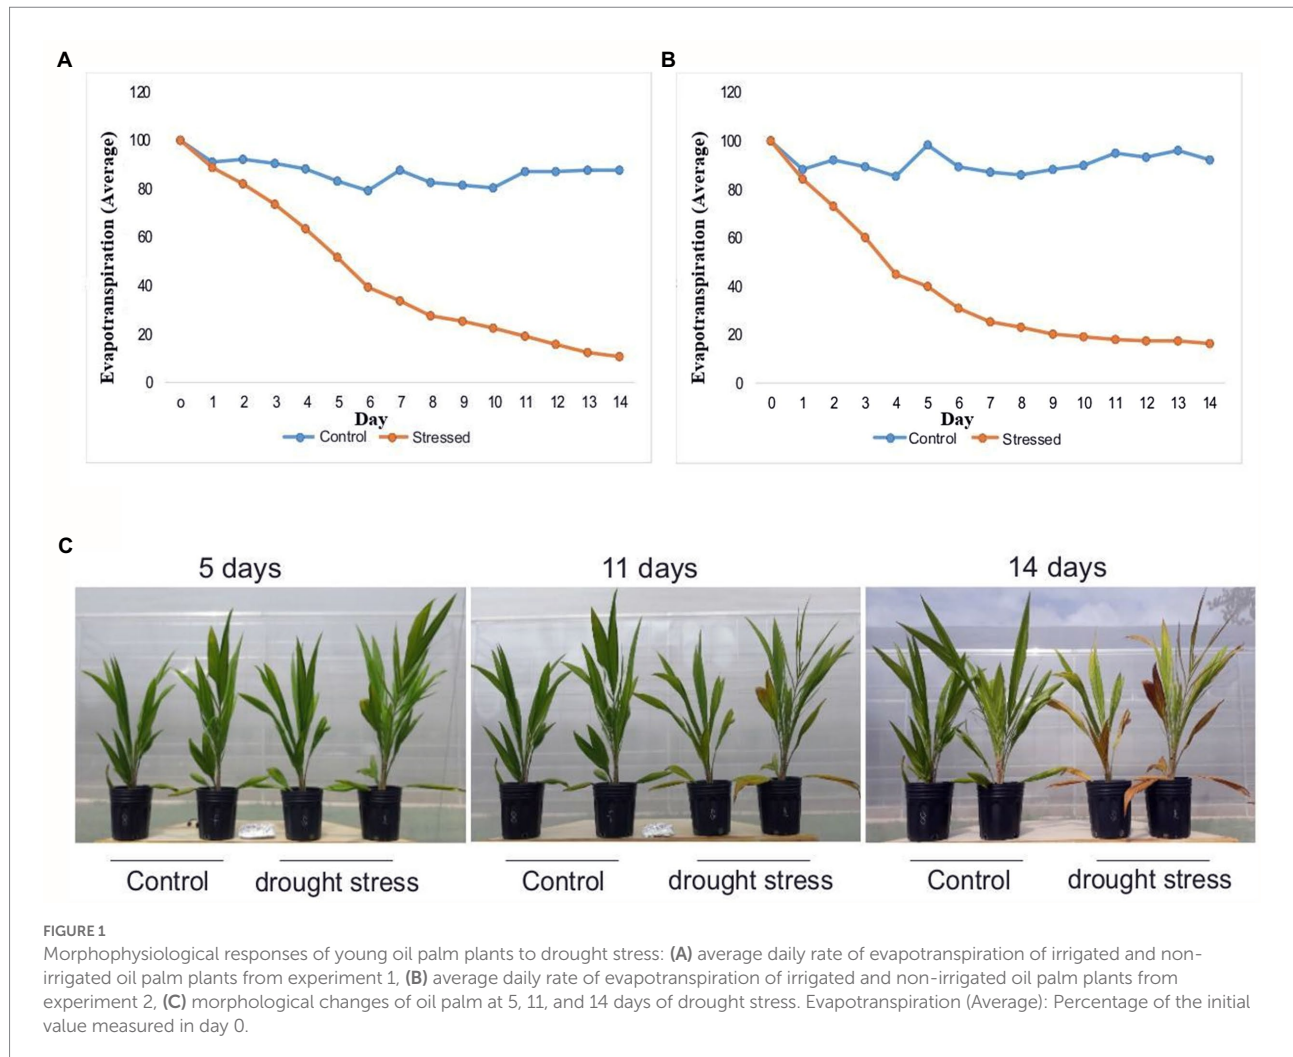 A
B
120
100
80
60
40
20
0
Evapotranspiration (Average)
o 1 2 3 4 5 6 7 8 9 10 11 12 13 14
Day
Control Stressed
120
100
80
60
40
20
0
Evapotranspiration (Average)
0 1 2 3 4 5 6 7 8 9 10 11 12 13 14
Day
Control Stressed
C
5 days 11 days 14 days
Control drought stress Control drought stress Control drought stress
FIGURE 1
Morphophysiological responses of young oil palm plants to drought stress: (A) average daily rate of evapotranspiration of irrigated and non-
irrigated oil palm plants from experiment 1, (B) average daily rate of evapotranspiration of irrigated and non-irrigated oil palm plants from
experiment 2, (C) morphological changes of oil palm at 5, 11, and 14 days of drought stress. Evapotranspiration (Average): Percentage of the initial
value measured in day 0.